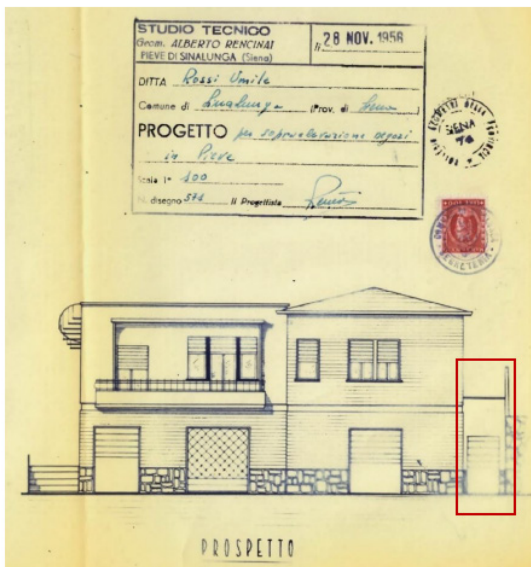 STUDIO TECNICO
Geom. ALBERTO RENCINAI
PIEVE DI SINALUNGA (Siena)
li 28 NOV. 1956
DITTA Rossi Umile
Comune di Sinalunga (Prov. di Siena)
PROGETTO per sopraelevazione negozi
in Pieve
Scala 1= 100
N. disegno 574 Il Progettista
SIENA
PROSPETTO